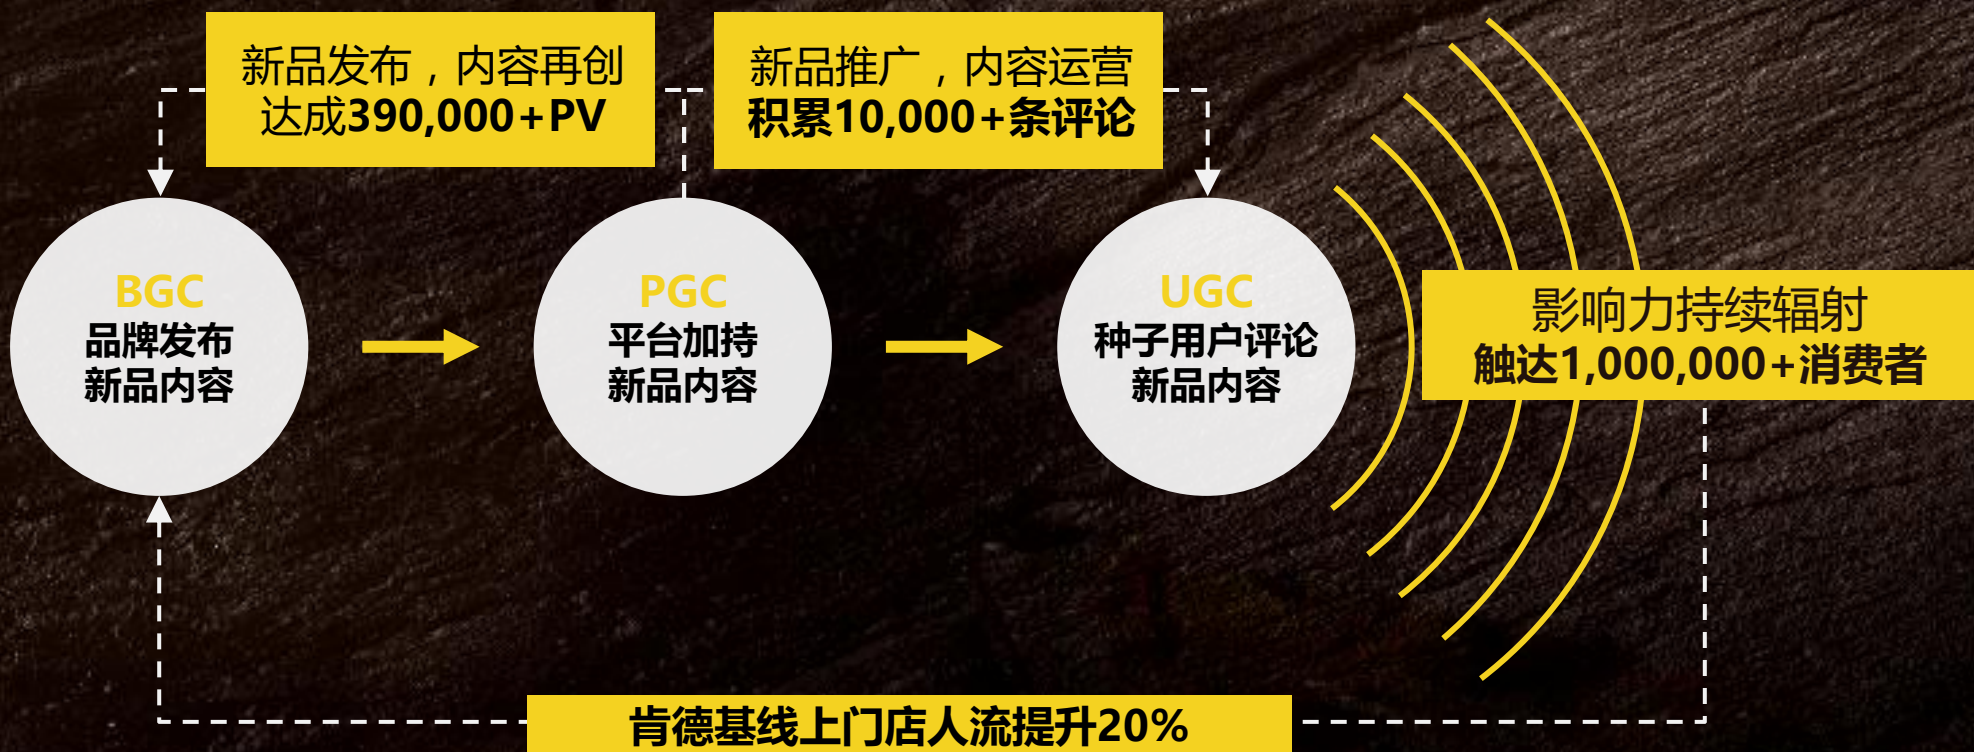 新品发布，内容再创
达成390,000+PV
新品推广，内容运营
积累10,000+条评论
BGC
品牌发布
新品内容
PGC
平台加持
新品内容
UGC
种子用户评论
新品内容
影响力持续辐射
触达1,000,000+消费者
肯德基线上门店人流提升20%